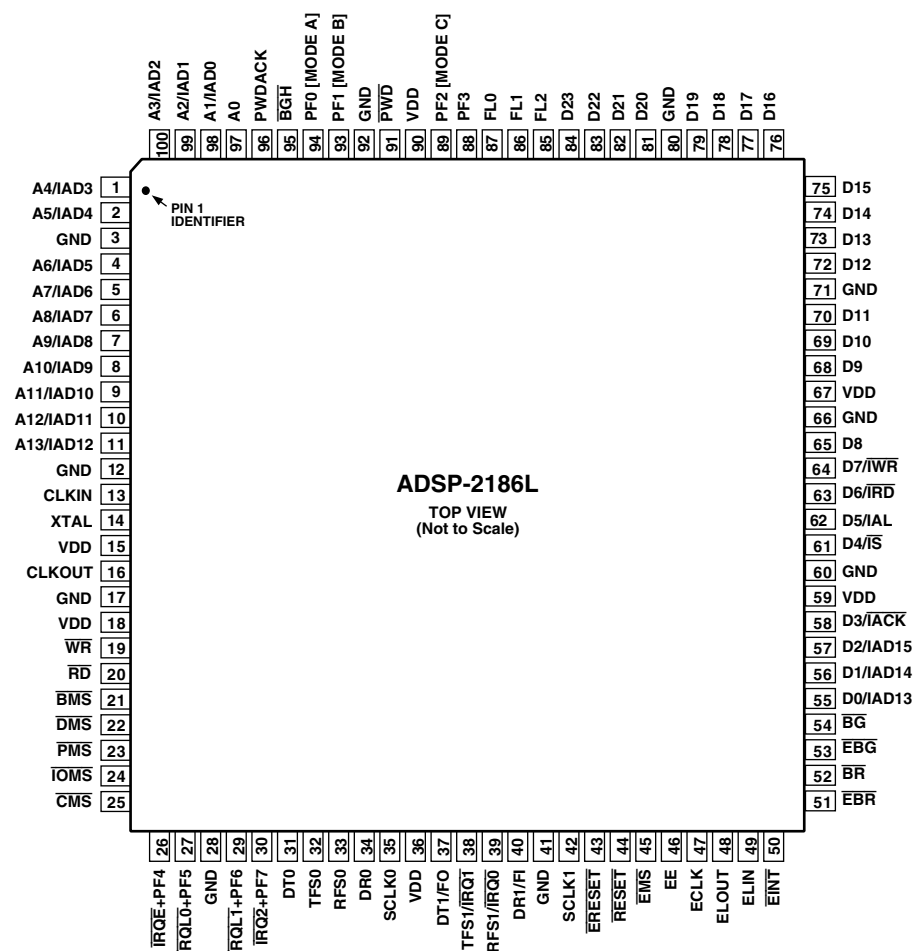 A3/IAD2
A2/IAD1
A1/IAD0
A0
PWDACK
BGH
PF0 [MODE A]
PF1 [MODE B]
GND
PWD
VDD
PF2 [MODE C]
PF3
FL0
FL1
FL2
D23
D22
D21
D20
GND
D19
D18
D17
D16
100
99
98
97
96
95
94
93
92
91
90
89
88
87
86
85
84
83
82
81
80
79
78
77
76
A4/IAD3 1
A5/IAD4 2
GND 3
A6/IAD5 4
A7/IAD6 5
A8/IAD7 6
A9/IAD8 7
A10/IAD9 8
A11/IAD10 9
A12/IAD11 10
A13/IAD12 11
GND 12
CLKIN 13
XTAL 14
VDD 15
CLKOUT 16
GND 17
VDD 18
WR 19
RD 20
BMS 21
DMS 22
PMS 23
IOMS 24
CMS 25
PIN 1
IDENTIFIER
ADSP-2186L
TOP VIEW
(Not to Scale)
75 D15
74 D14
73 D13
72 D12
71 GND
70 D11
69 D10
68 D9
67 VDD
66 GND
65 D8
64 D7/IWR
63 D6/IRD
62 D5/IAL
61 D4/IS
60 GND
59 VDD
58 D3/IACK
57 D2/IAD15
56 D1/IAD14
55 D0/IAD13
54 BG
53 EBG
52 BR
51 EBR
26
27
28
29
30
31
32
33
34
35
36
37
38
39
40
41
42
43
44
45
46
47
48
49
50
IRQE+PF4
RQL0+PF5
GND
RQL1+PF6
IRQ2+PF7
DT0
TFS0
RFS0
DR0
SCLK0
VDD
DT1/FO
TFS1/IRQ1
RFS1/IRQ0
DR1/FI
GND
SCLK1
ERESET
RESET
EMS
EE
ECLK
ELOUT
ELIN
EINT